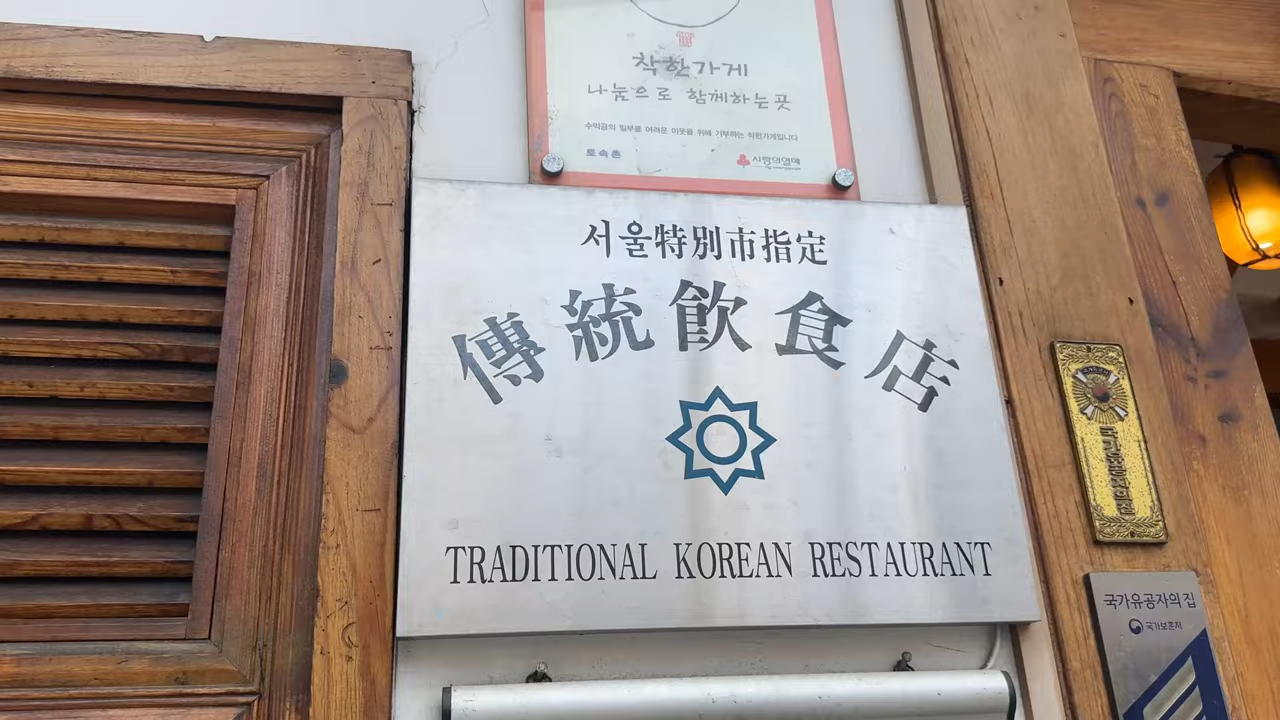 착한가게
나눔으로 함께하는곳
수익금의 일부를 어려운 이웃을 위해 기부하는 착한가게입니다
토속촌
사랑의열매
서울特別市指定
傳統飮食店
TRADITIONAL KOREAN RESTAURANT
국가유공자의 집
국가보훈처